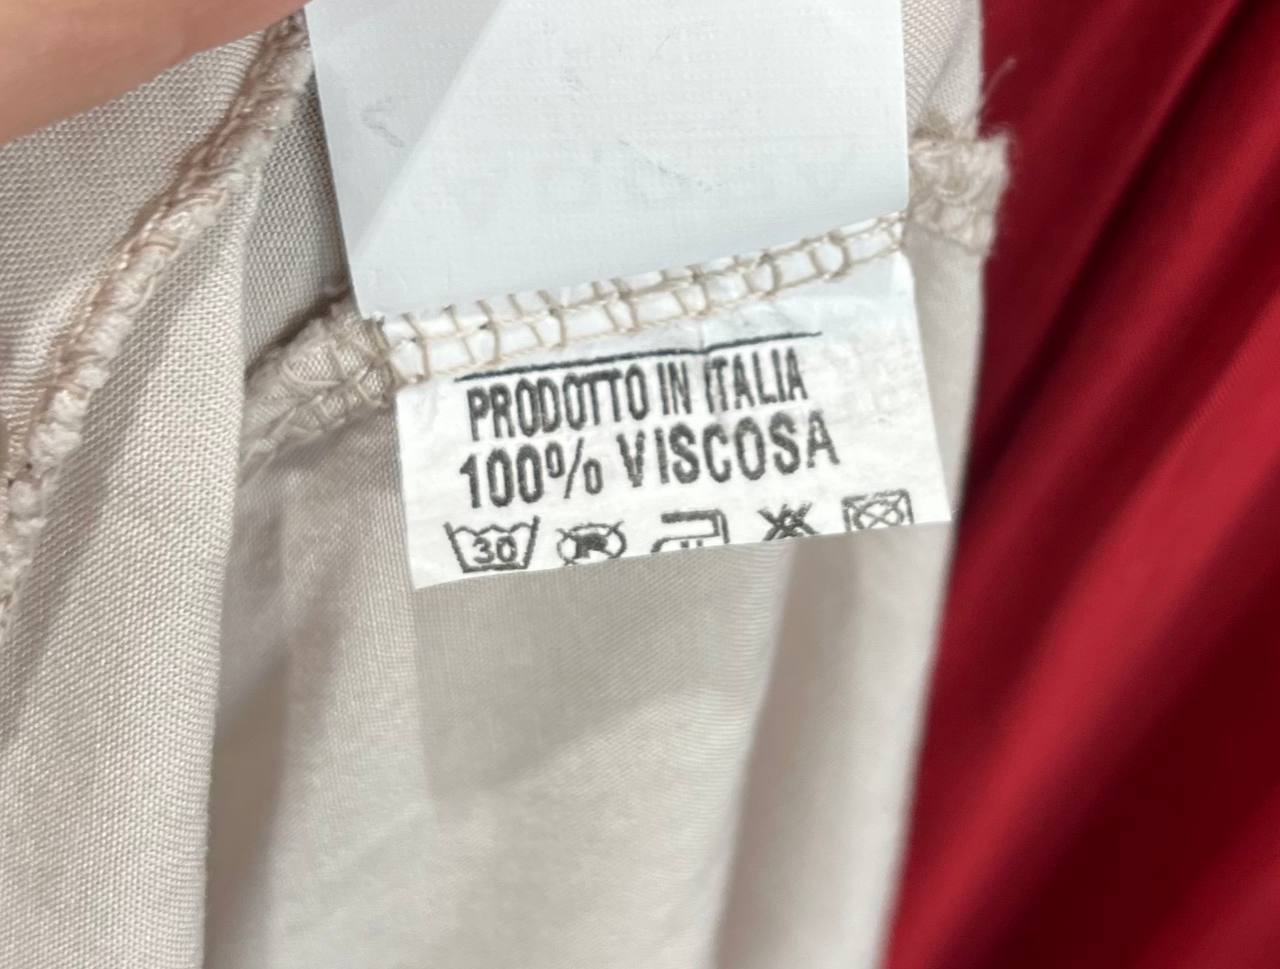 PRODOTTO IN ITALIA
100% VISCOSA
30